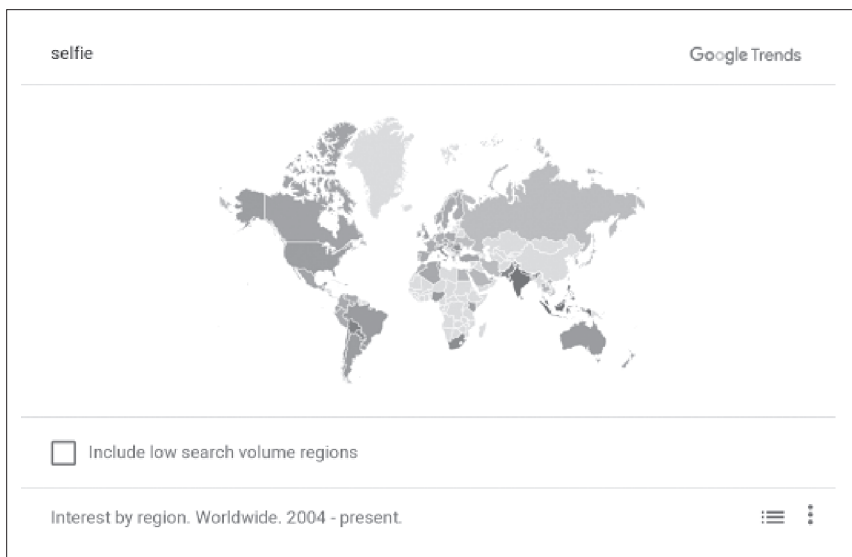 selfie
Google Trends
Include low search volume regions
Interest by region. Worldwide. 2004 - present.